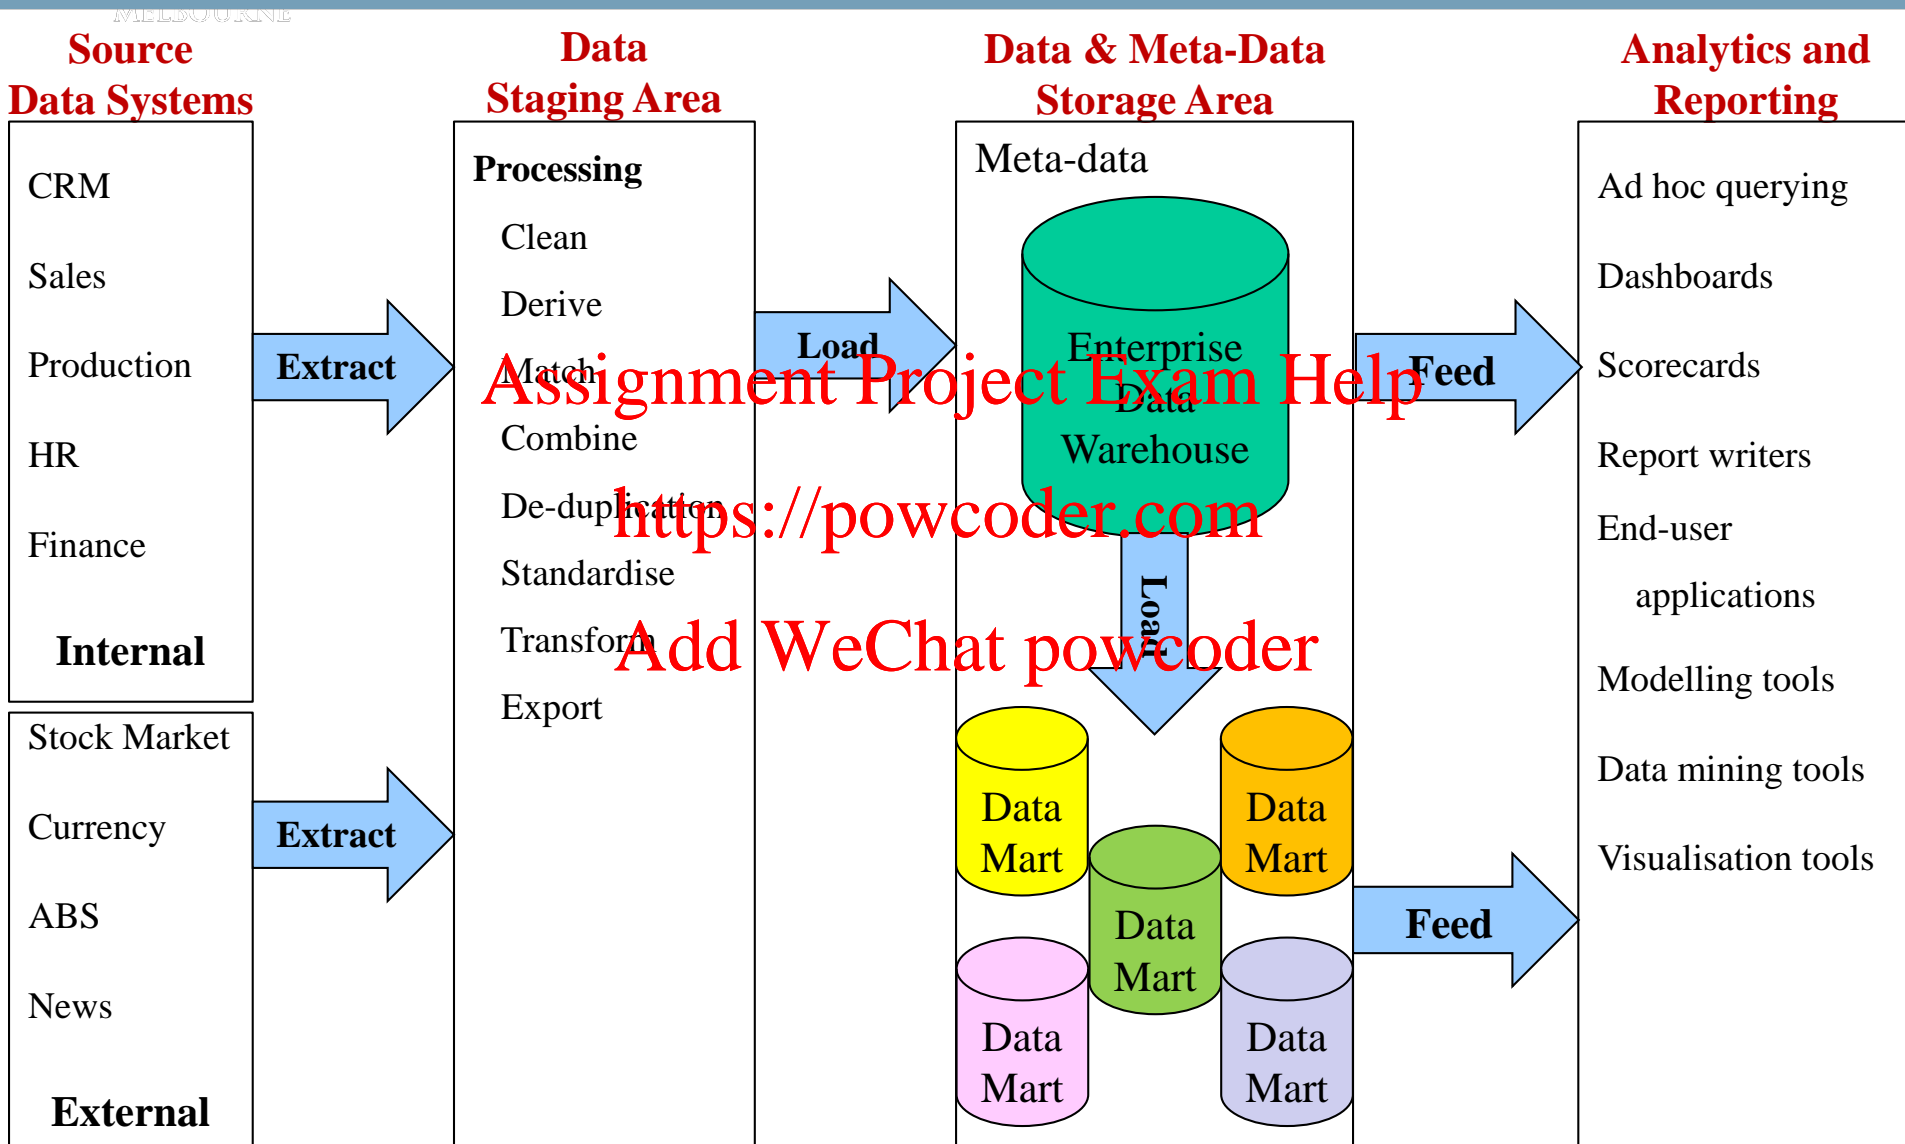 MELBOURNE
Source
Data Systems
CRM
Sales
Production
HR
Finance
Internal
Stock Market
Currency
ABS
News
External
Extract
Extract
Data
Staging Area
Processing
Clean
Derive
Match
Combine
De-duplication
Standardise
Transform
Export
Load
Data & Meta-Data
Storage Area
Meta-data
Enterprise
Data
Warehouse
Load
Data
Mart
Data
Mart
Data
Mart
Data
Mart
Data
Mart
Feed
Feed
Analytics and
Reporting
Ad hoc querying
Dashboards
Scorecards
Report writers
End-user
applications
Modelling tools
Data mining tools
Visualisation tools
Assignment Project Exam Help
https://powcoder.com
Add WeChat powcoder